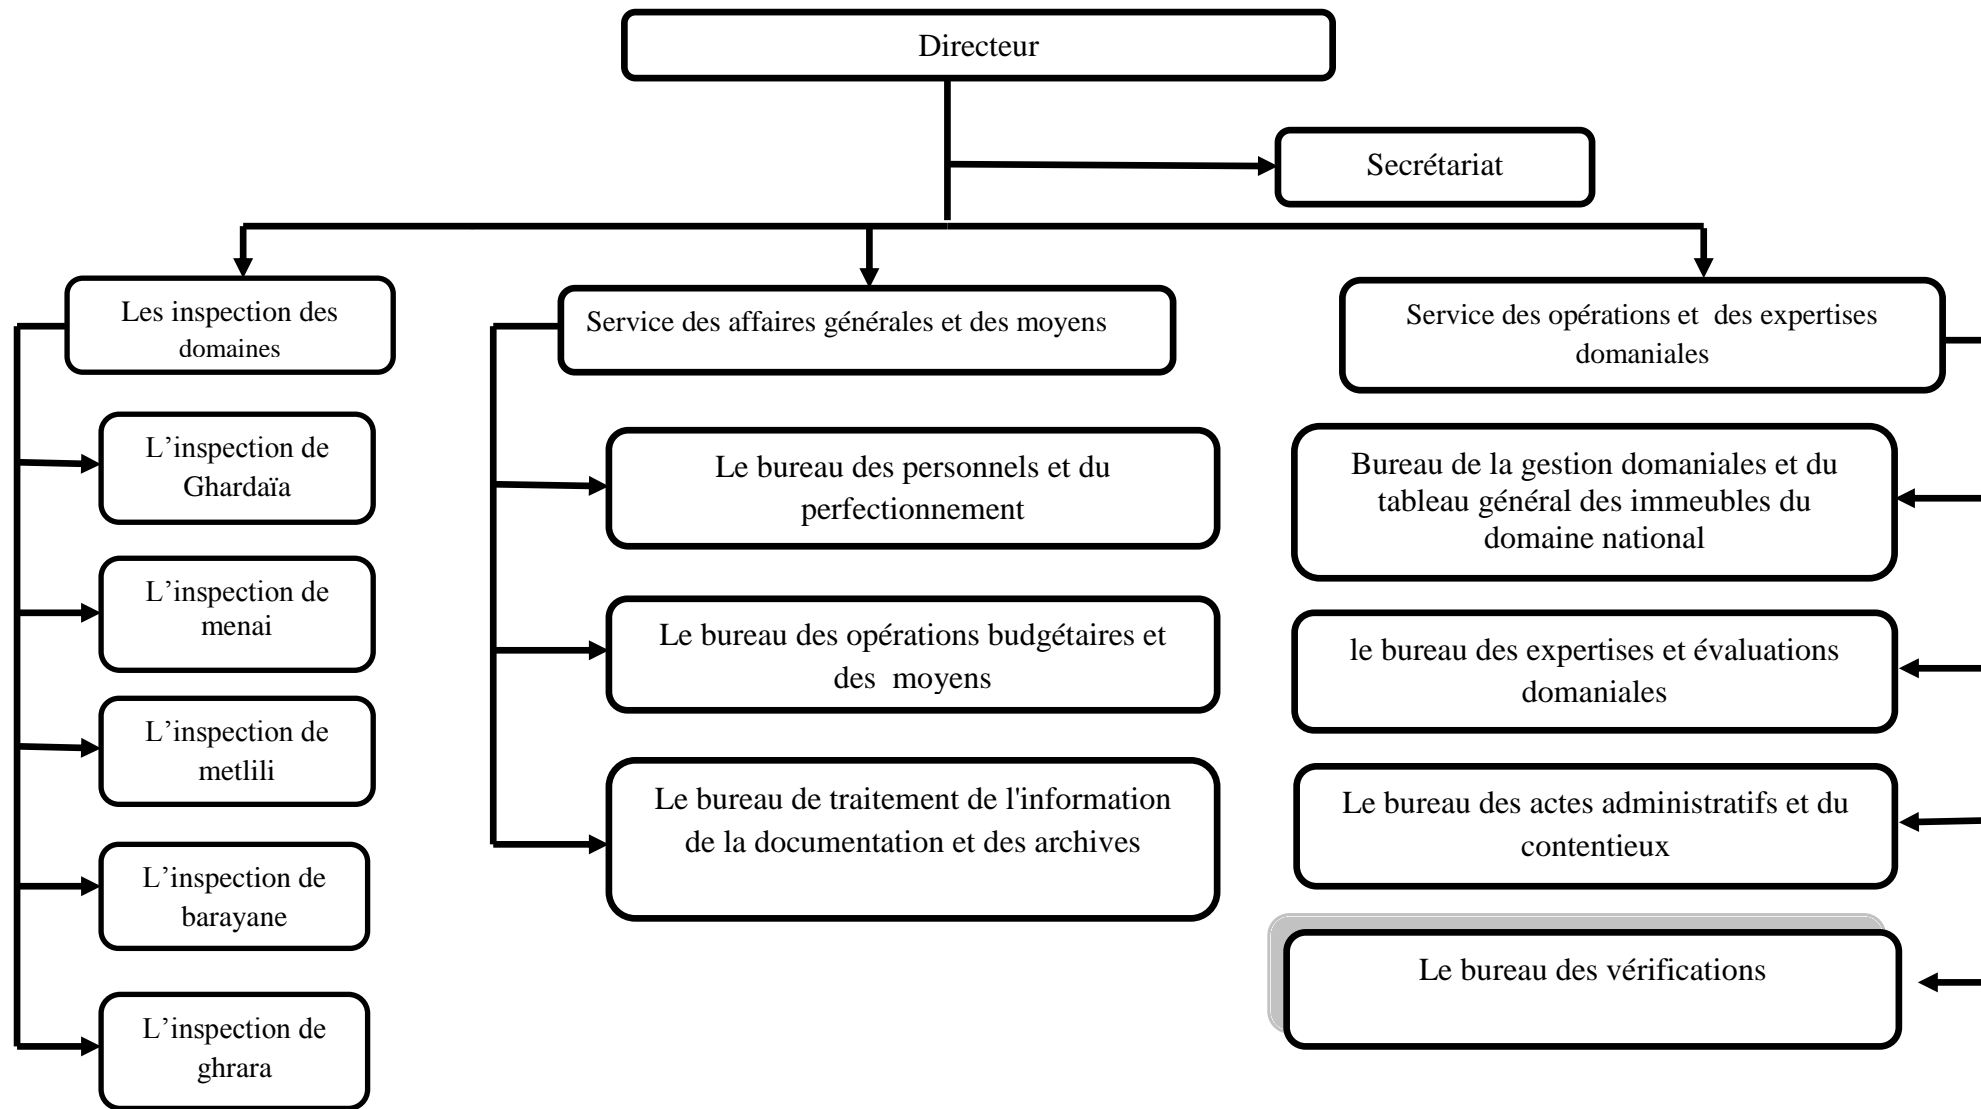 Directeur
Secrétariat
Les inspection des
domaines
L’inspection de
Ghardaïa
L’inspection de
menai
L’inspection de
metlili
L’inspection de
barayane
L’inspection de
ghrara
Service des affaires générales et des moyens
Le bureau des personnels et du
perfectionnement
Le bureau des opérations budgétaires et
des moyens
Le bureau de traitement de l'information
de la documentation et des archives
Service des opérations et des expertises
domaniales
Bureau de la gestion domaniales et du
tableau général des immeubles du
domaine national
le bureau des expertises et évaluations
domaniales
Le bureau des actes administratifs et du
contentieux
Le bureau des vérifications